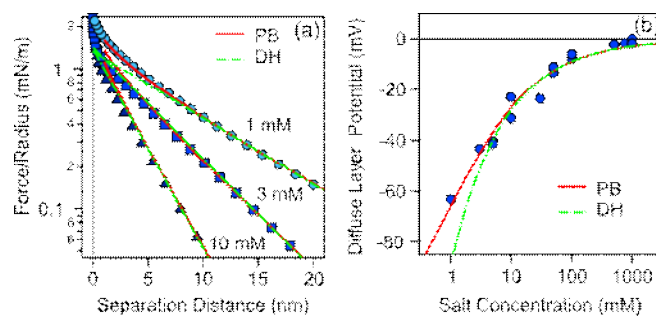 (a)
PB
DH
1
1 mM
3 mM
0.1
10 mM
0 5 10 15 20
Force/Radius (mN/m)
Separation Distance (nm)
(b)
0
-20
-40
-60
-80
PB
DH
1 10 100 1000
Diffuse Layer Potential (mV)
Salt Concentration (mM)